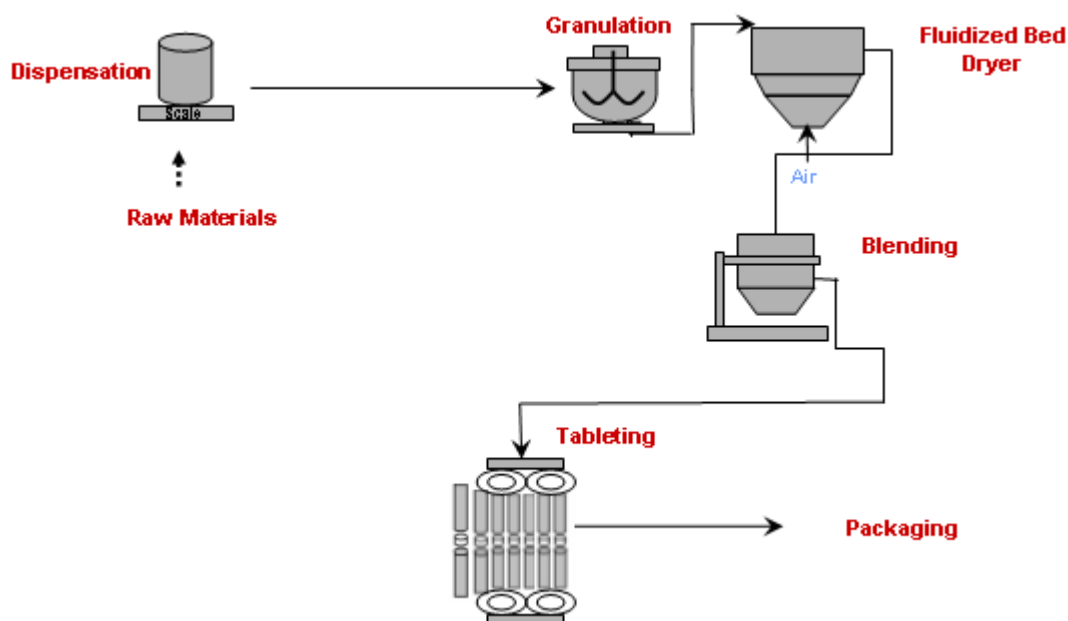 Granulation
Fluidized Bed
Dryer
Dispensation
Scale
Air
Raw Materials
Blending
Tableting
Packaging